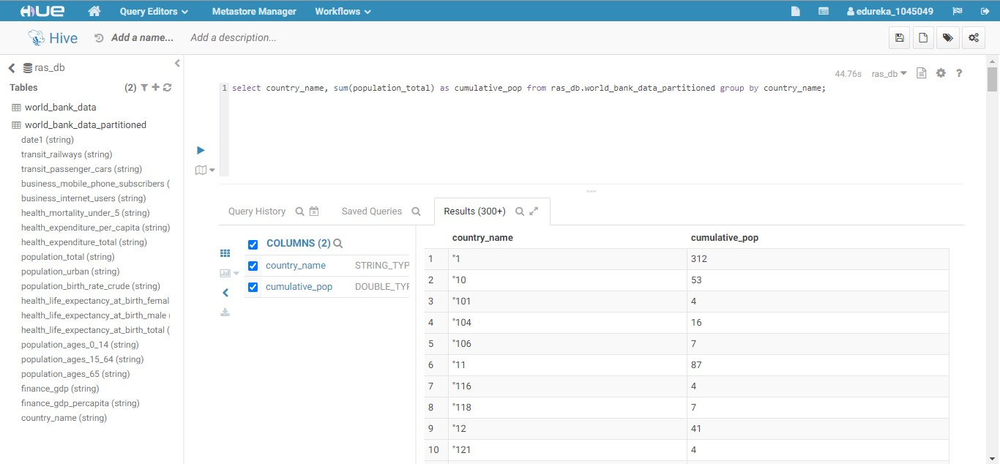 HUE Query Editors Metastore Manager Workflows edureka_1045049
Hive Add a name... Add a description...
ras_db
Tables (2)
world_bank_data
world_bank_data_partitioned
date1 (string)
transit_railways (string)
transit_passenger_cars (string)
business_mobile_phone_subscribers (
business_internet_users (string)
health_mortality_under_5 (string)
health_expenditure_per_capita (string)
health_expenditure_total (string)
population_total (string)
population_urban (string)
population_birth_rate_crude (string)
health_life_expectancy_at_birth_femal
health_life_expectancy_at_birth_male (
health_life_expectancy_at_birth_total (
population_ages_0_14 (string)
population_ages_15_64 (string)
population_ages_65 (string)
finance_gdp (string)
finance_gdp_percapita (string)
country_name (string)
44.76s ras_db ?
1 select country_name, sum(population_total) as cumulative_pop from ras_db.world_bank_data_partitioned group by country_name;
Query History Saved Queries Results (300+)
COLUMNS (2)
country_name STRING_TYP
cumulative_pop DOUBLE_TYP
country_name cumulative_pop
1 "1 312
2 "10 53
3 "101 4
4 "104 16
5 "106 7
6 "11 87
7 "116 4
8 "118 7
9 "12 41
10 "121 4